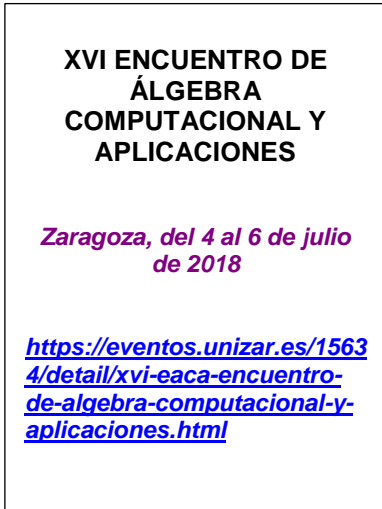 XVI ENCUENTRO DE
ÁLGEBRA
COMPUTACIONAL Y
APLICACIONES
Zaragoza, del 4 al 6 de julio
de 2018
https://eventos.unizar.es/1563
4/detail/xvi-eaca-encuentro-
de-algebra-computacional-y-
aplicaciones.html